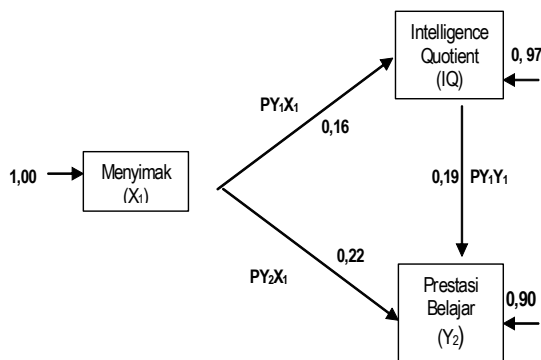 Intelligence
Quotient
(IQ)
0, 97
PY₁X₁
0,16
1,00
Menyimak
(X₁)
0,19
PY₁Y₁
0,22
PY₂X₁
Prestasi
Belajar
(Y₂)
0,90